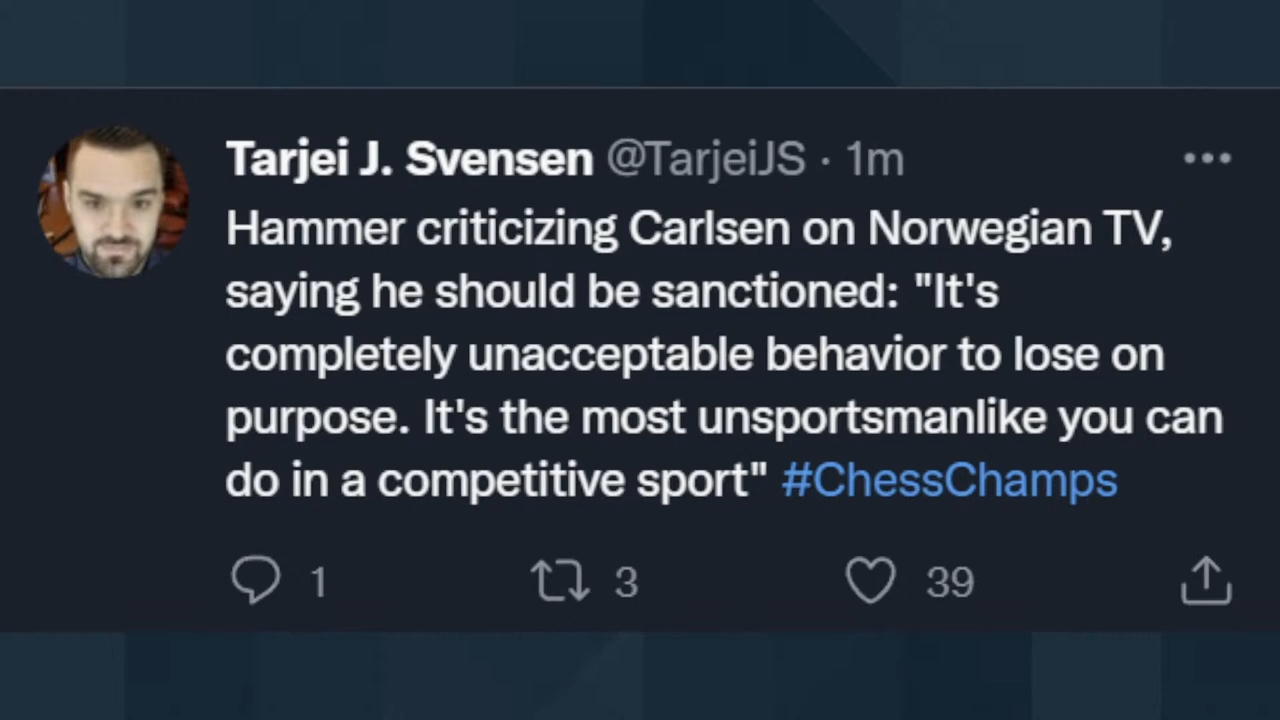 Tarjei J. Svensen @TarjeiJS · 1m
Hammer criticizing Carlsen on Norwegian TV,
saying he should be sanctioned: "It's
completely unacceptable behavior to lose on
purpose. It's the most unsportsmanlike you can
do in a competitive sport" #ChessChamps
1 3 39